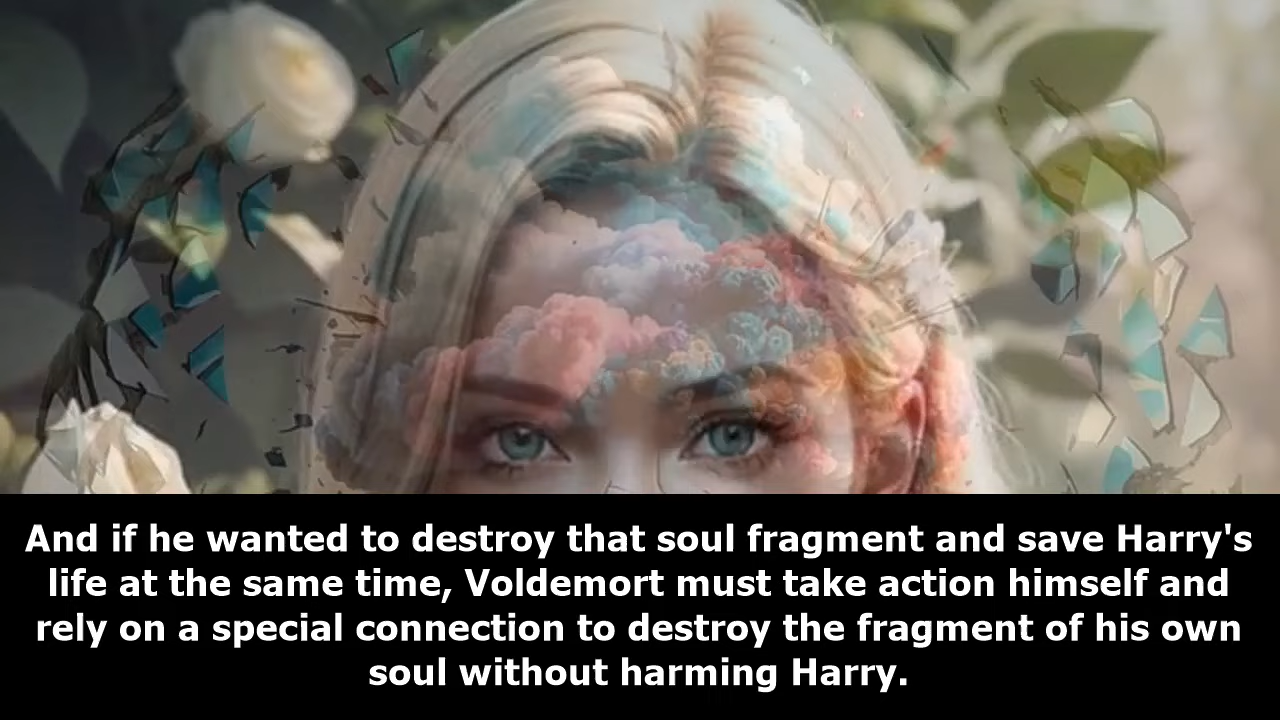 And if he wanted to destroy that soul fragment and save Harry's
life at the same time, Voldemort must take action himself and
rely on a special connection to destroy the fragment of his own
soul without harming Harry.